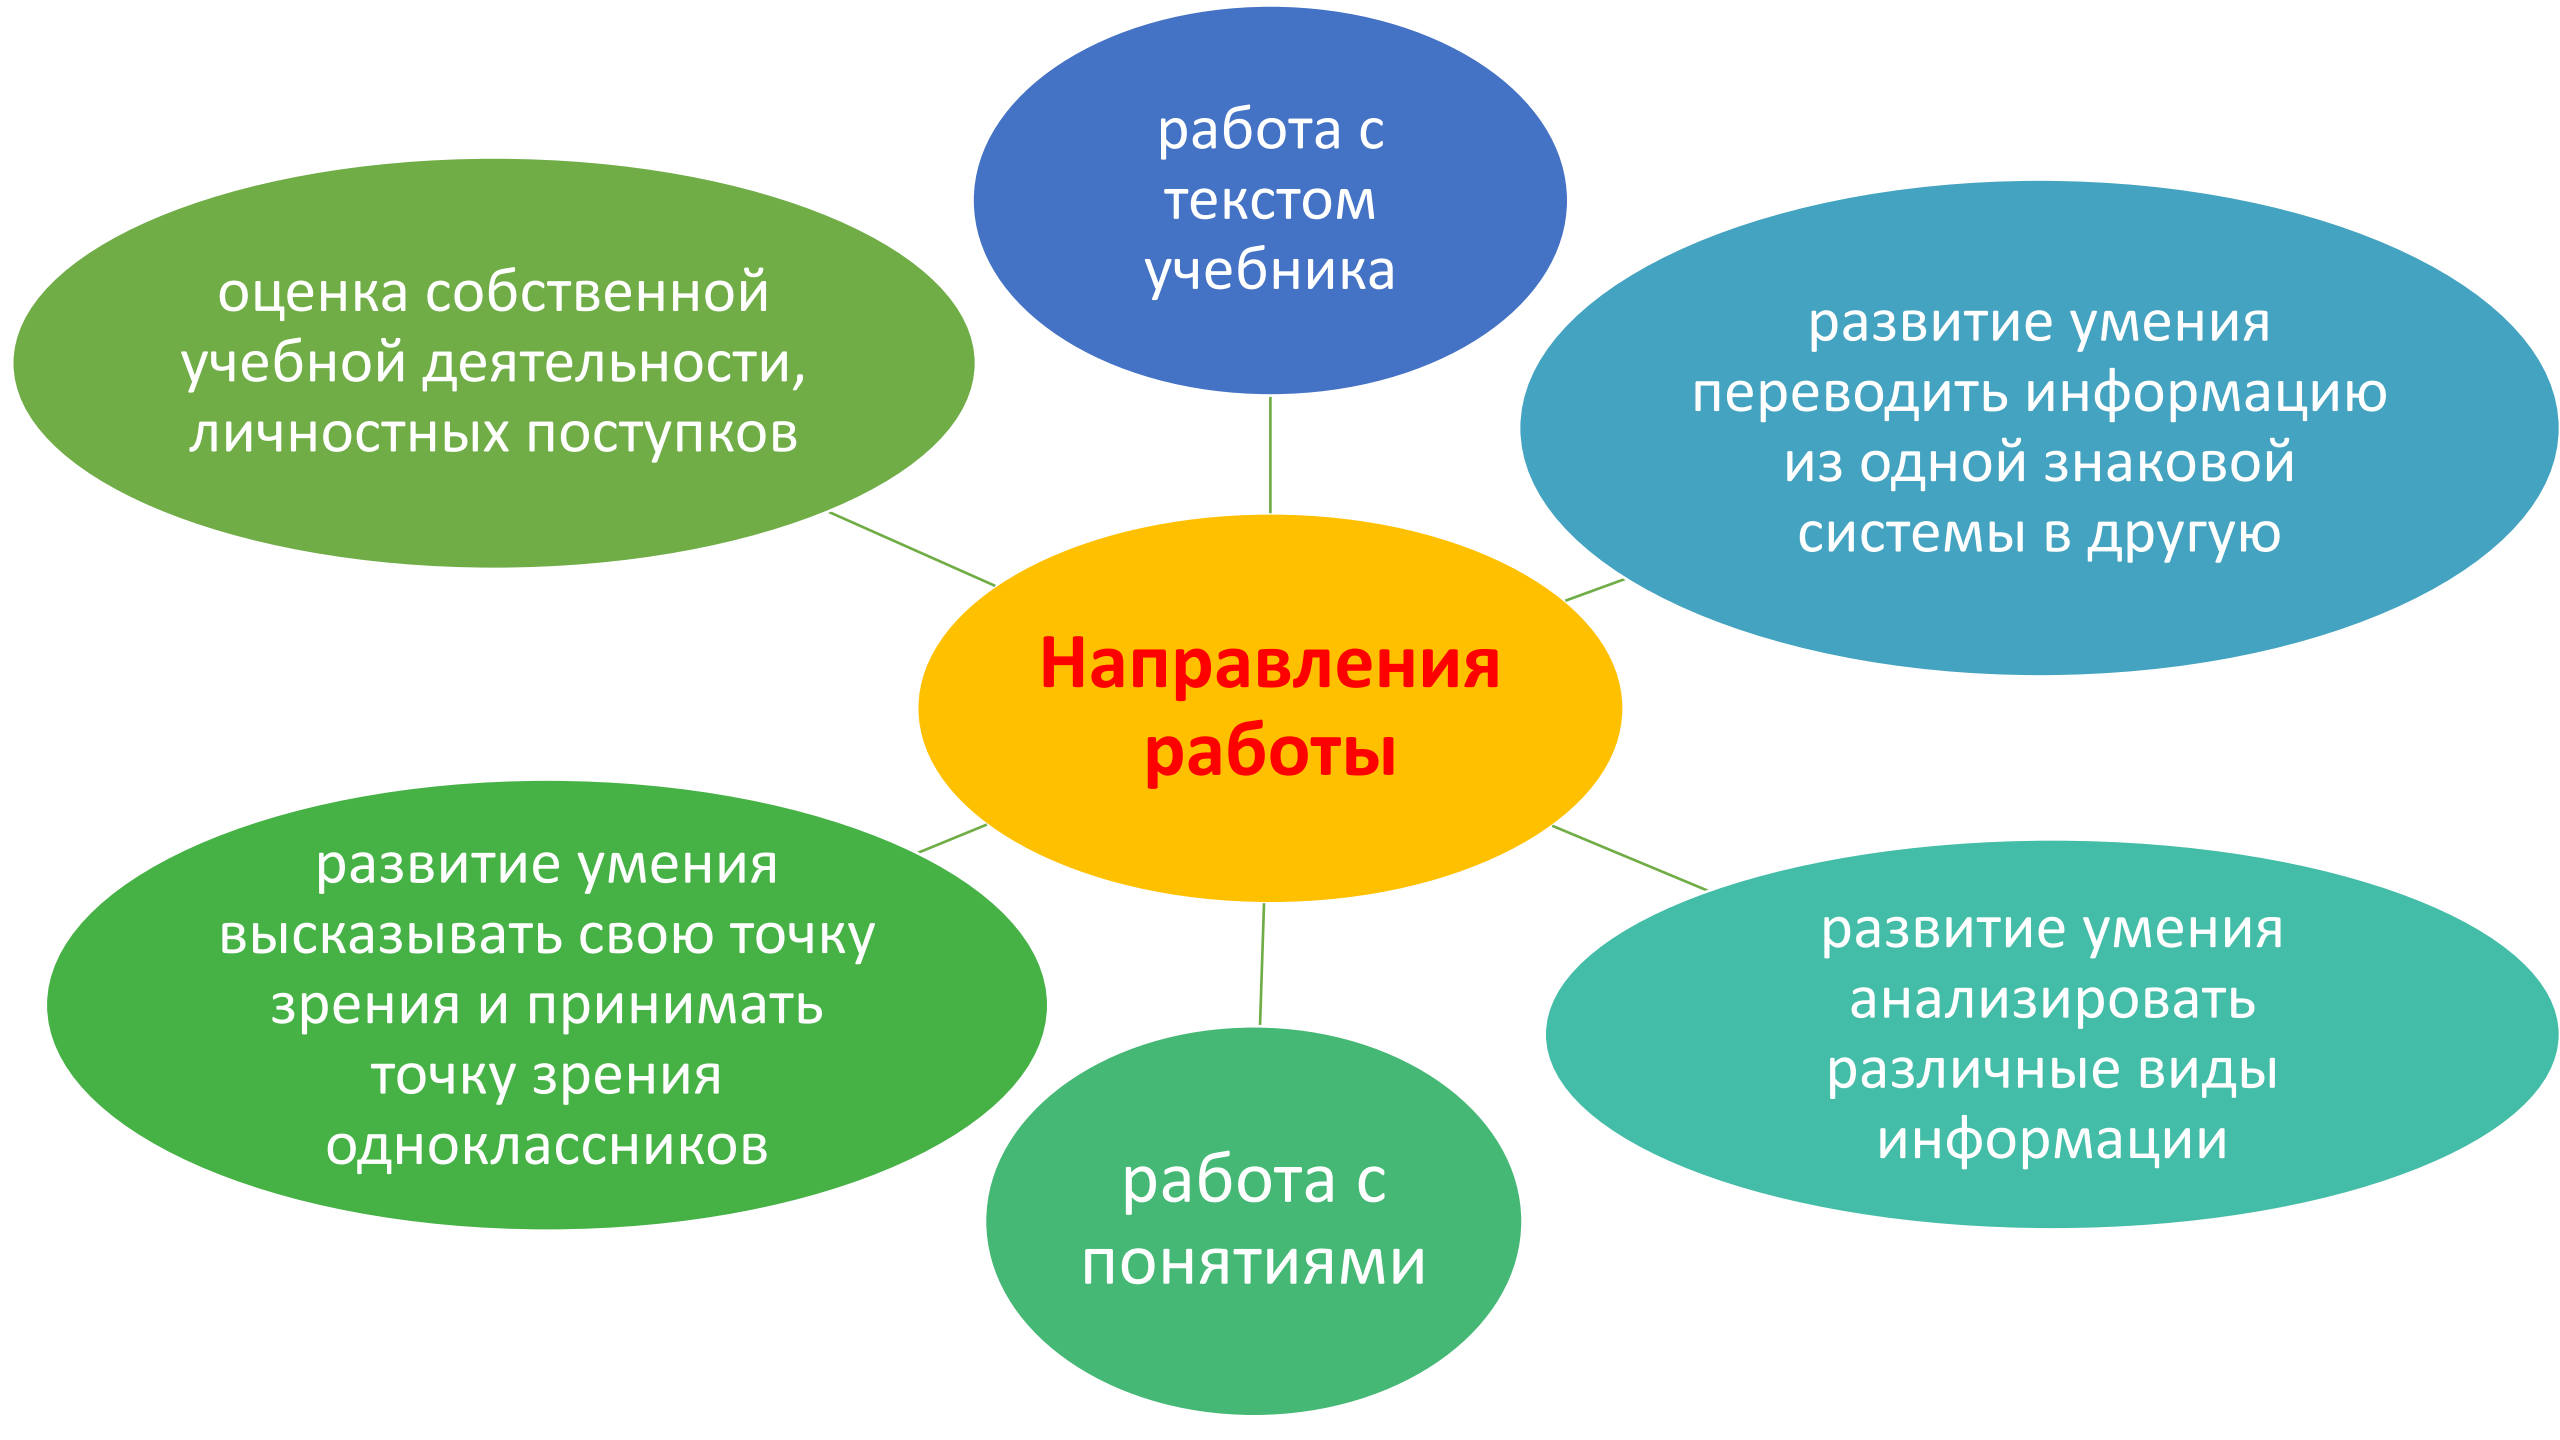 работа с
текстом
учебника
оценка собственной
учебной деятельности,
личностных поступков
развитие умения
переводить информацию
из одной знаковой
системы в другую
Направления
работы
развитие умения
высказывать свою точку
зрения и принимать
точку зрения
одноклассников
развитие умения
анализировать
различные виды
информации
работа с
понятиями